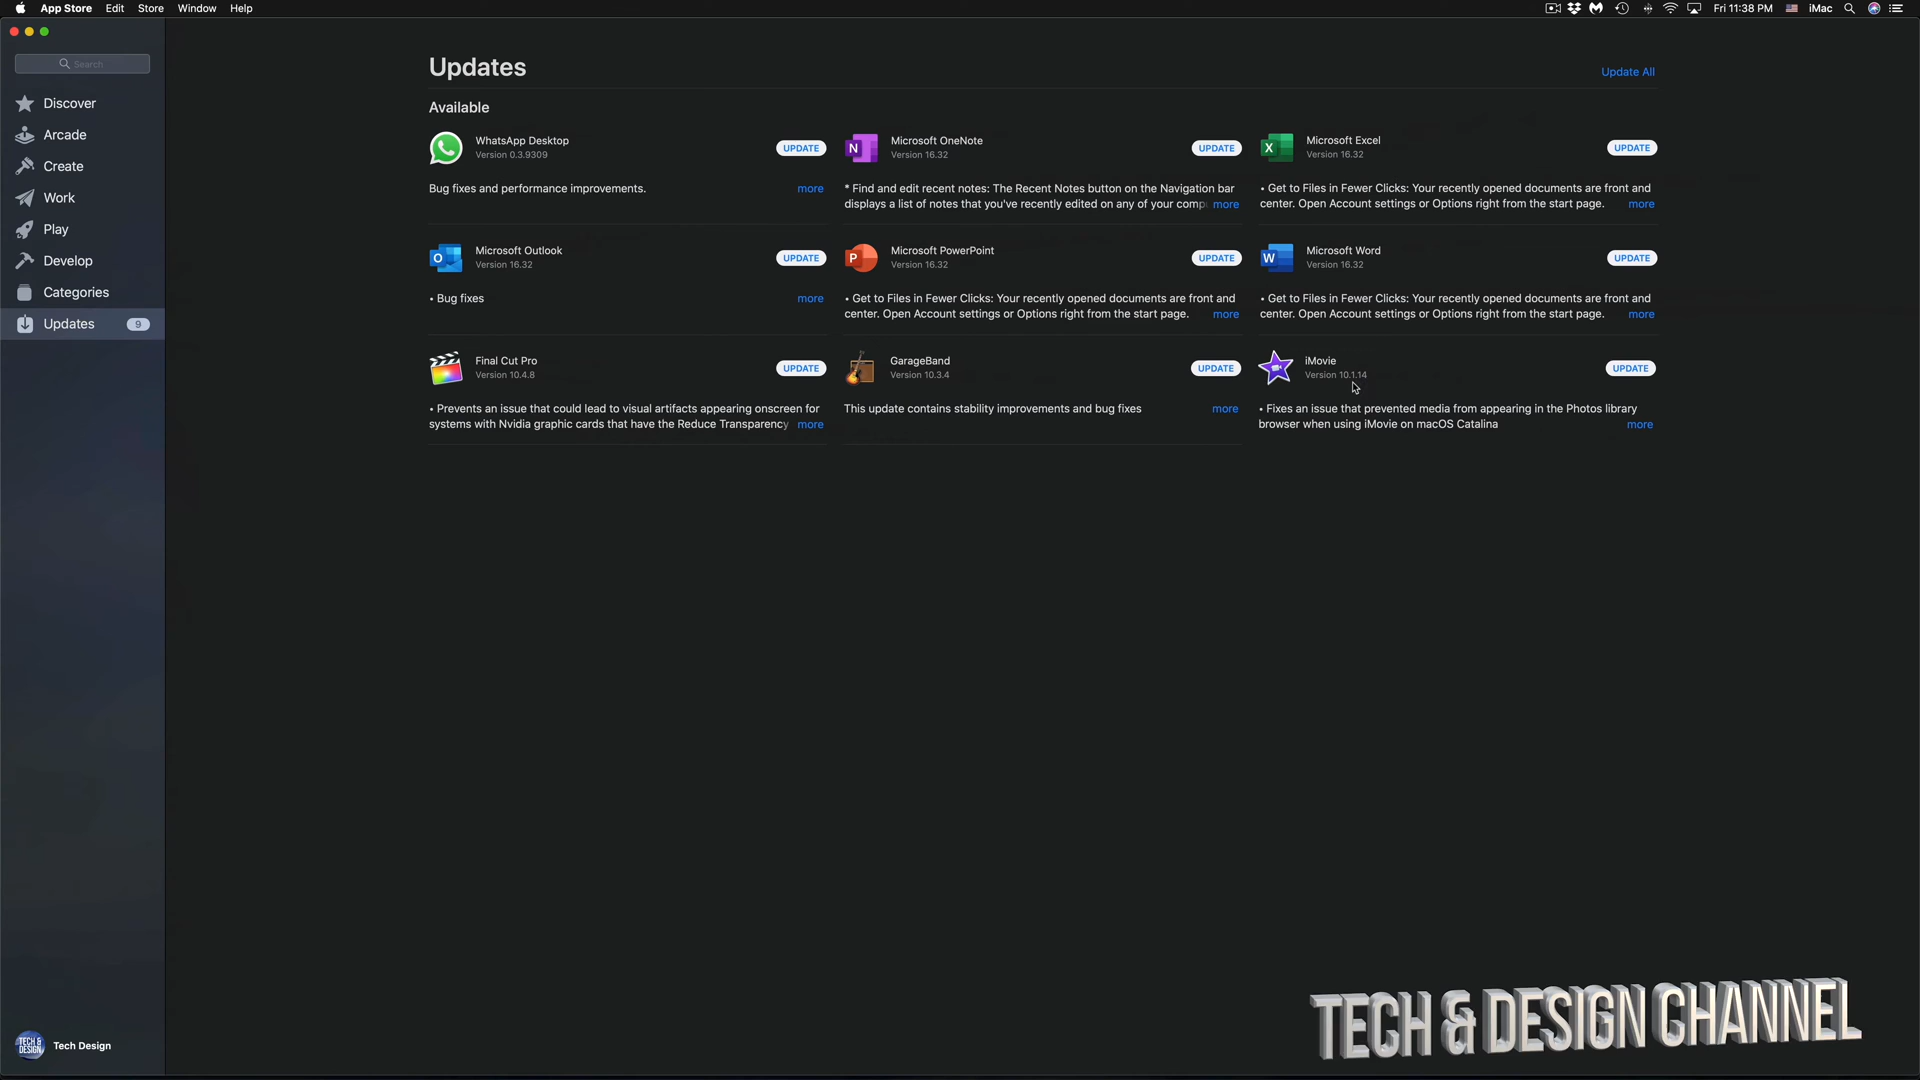 App Store Edit Store Window Help Fri 11:38 PM iMac
Search
Discover
Arcade
Create
Work
Play
Develop
Categories
Updates 9
TECH & DESIGN
Tech Design
Updates Update All
Available
WhatsApp Desktop
Version 0.3.9309
UPDATE
Bug fixes and performance improvements. more
N
Microsoft OneNote
Version 16.32
UPDATE
* Find and edit recent notes: The Recent Notes button on the Navigation bar
displays a list of notes that you've recently edited on any of your compu more
X
Microsoft Excel
Version 16.32
UPDATE
• Get to Files in Fewer Clicks: Your recently opened documents are front and
center. Open Account settings or Options right from the start page. more
O
Microsoft Outlook
Version 16.32
UPDATE
• Bug fixes more
P
Microsoft PowerPoint
Version 16.32
UPDATE
• Get to Files in Fewer Clicks: Your recently opened documents are front and
center. Open Account settings or Options right from the start page. more
W
Microsoft Word
Version 16.32
UPDATE
• Get to Files in Fewer Clicks: Your recently opened documents are front and
center. Open Account settings or Options right from the start page. more
Final Cut Pro
Version 10.4.8
UPDATE
• Prevents an issue that could lead to visual artifacts appearing onscreen for
systems with Nvidia graphic cards that have the Reduce Transparency more
GarageBand
Version 10.3.4
UPDATE
This update contains stability improvements and bug fixes more
iMovie
Version 10.1.14
UPDATE
• Fixes an issue that prevented media from appearing in the Photos library
browser when using iMovie on macOS Catalina more
TECH & DESIGN CHANNEL